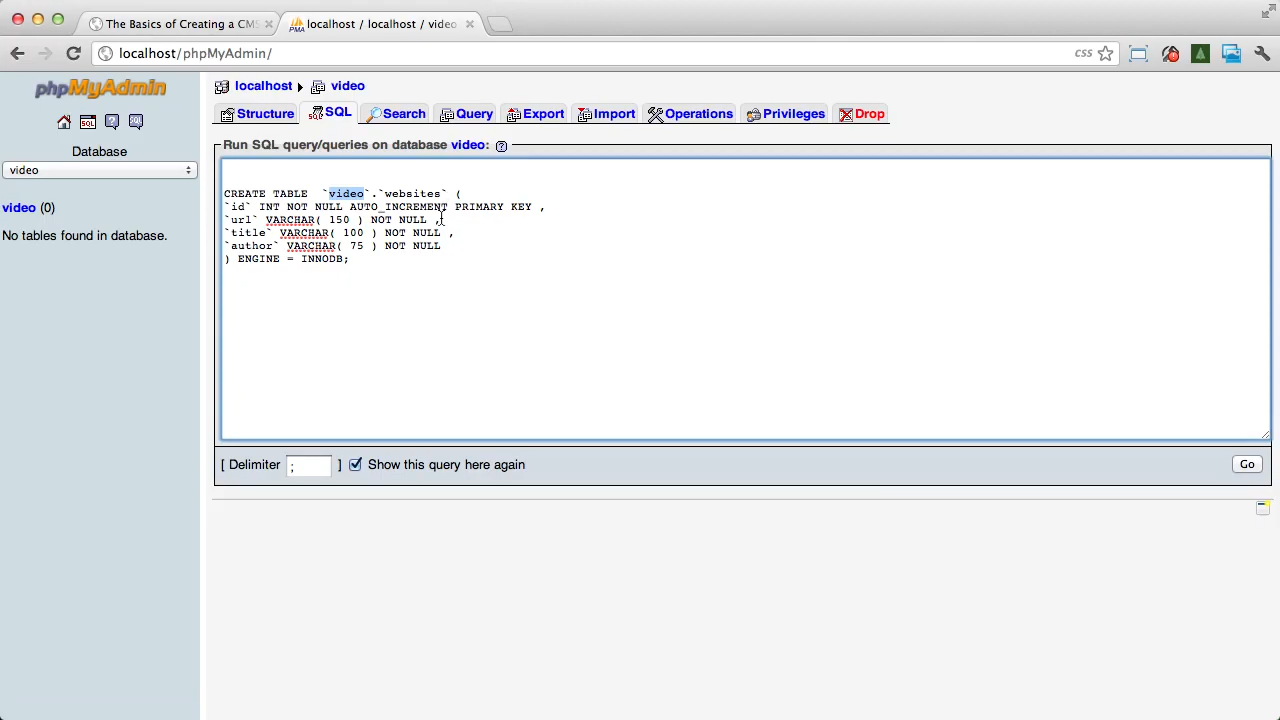 The Basics of Creating a CMS
localhost / localhost / video
PMA
localhost/phpMyAdmin/
css
phpMyAdmin
localhost
video
Structure
SQL
Search
Query
Export
Import
Operations
Privileges
Drop
SQL
Database
video
video (0)
No tables found in database.
Run SQL query/queries on database video:
CREATE TABLE `video`.`websites` (
`id` INT NOT NULL AUTO_INCREMENT PRIMARY KEY ,
`url` VARCHAR( 150 ) NOT NULL ,
`title` VARCHAR( 100 ) NOT NULL ,
`author` VARCHAR( 75 ) NOT NULL
) ENGINE = INNODB;
[ Delimiter ; ] Show this query here again
Go